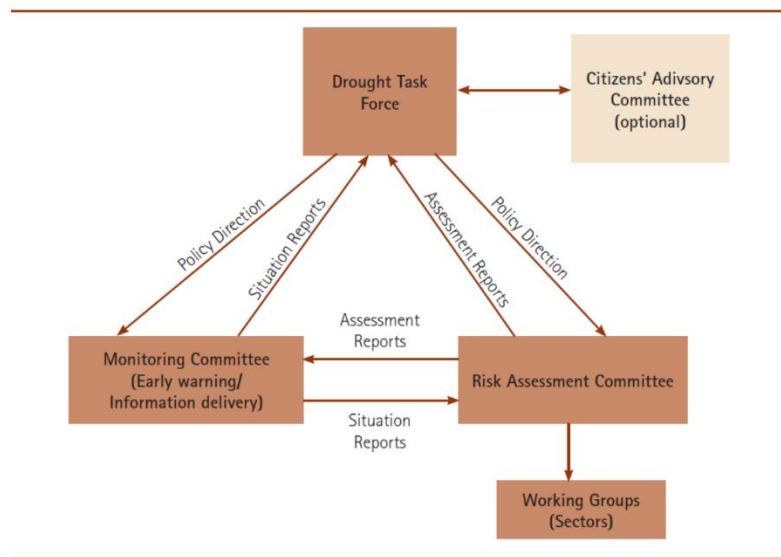 Drought Task
Force
Citizens' Adivsory
Committee
(optional)
Policy Direction
Situation Reports
Assessment Reports
Policy Direction
Assessment
Reports
Monitoring Committee
(Early warning/
Information delivery)
Risk Assessment Committee
Situation
Reports
Working Groups
(Sectors)